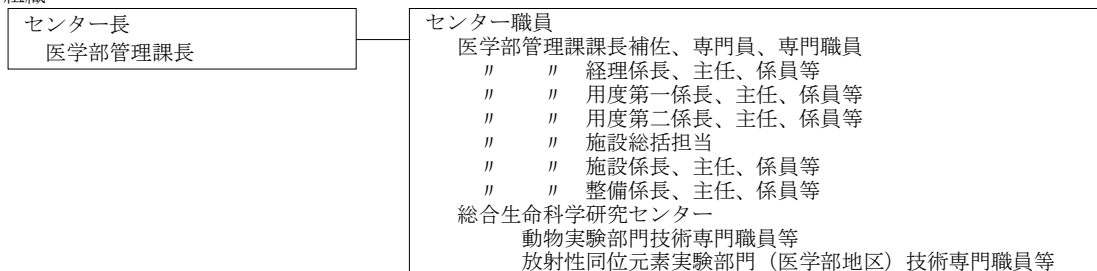 センター長
医学部管理課長
センター職員
医学部管理課課長補佐、専門員、専門職員
〃 〃 経理係長、主任、係員等
〃 〃 用度第一係長、主任、係員等
〃 〃 用度第二係長、主任、係員等
〃 〃 施設総括担当
〃 〃 施設係長、主任、係員等
〃 〃 整備係長、主任、係員等
総合生命科学研究センター
動物実験部門技術専門職員等
放射性同位元素実験部門（医学部地区）技術専門職員等